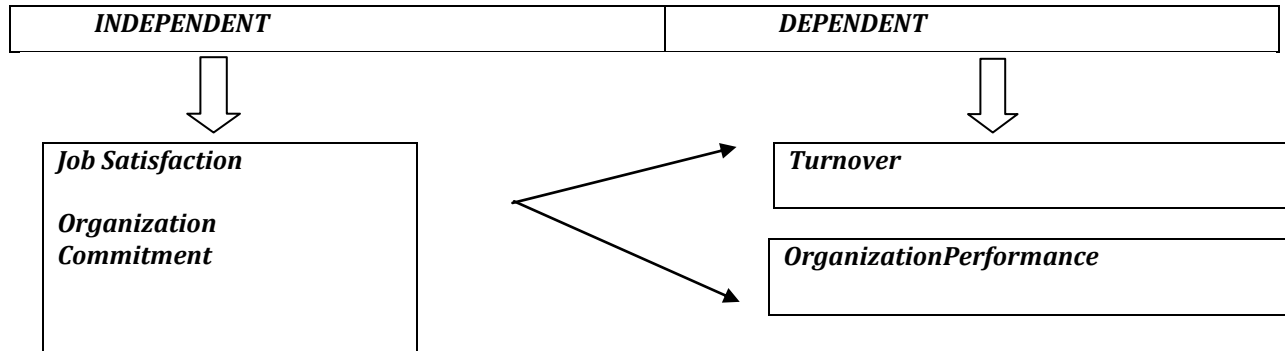 INDEPENDENT
DEPENDENT
Job Satisfaction
Organization
Commitment
Turnover
OrganizationPerformance